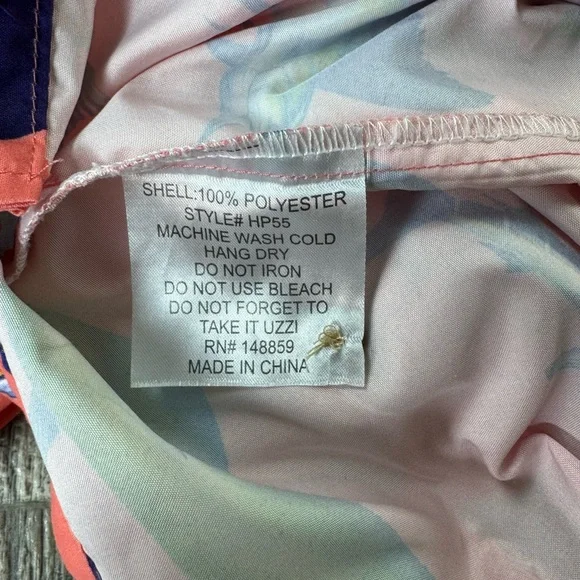 SHELL:100% POLYESTER
STYLE# HP55
MACHINE WASH COLD
HANG DRY
DO NOT IRON
DO NOT USE BLEACH
DO NOT FORGET TO
TAKE IT UZZI
RN# 148859
MADE IN CHINA